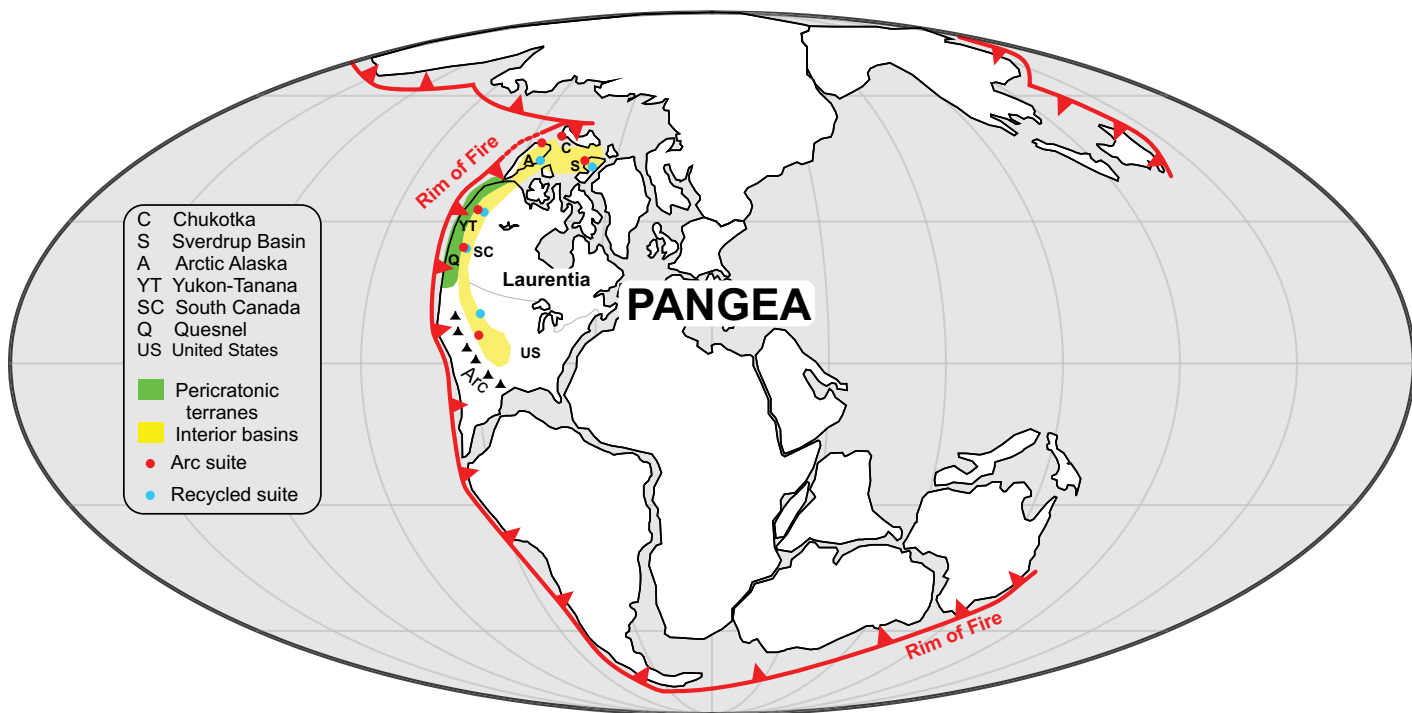 Rim of Fire
C
A
S
YT
SC
Q
Laurentia
PANGEA
US
Arc
C Chukotka
S Sverdrup Basin
A Arctic Alaska
YT Yukon-Tanana
SC South Canada
Q Quesnel
US United States
Pericratonic
terranes
Interior basins
Arc suite
Recycled suite
Rim of Fire